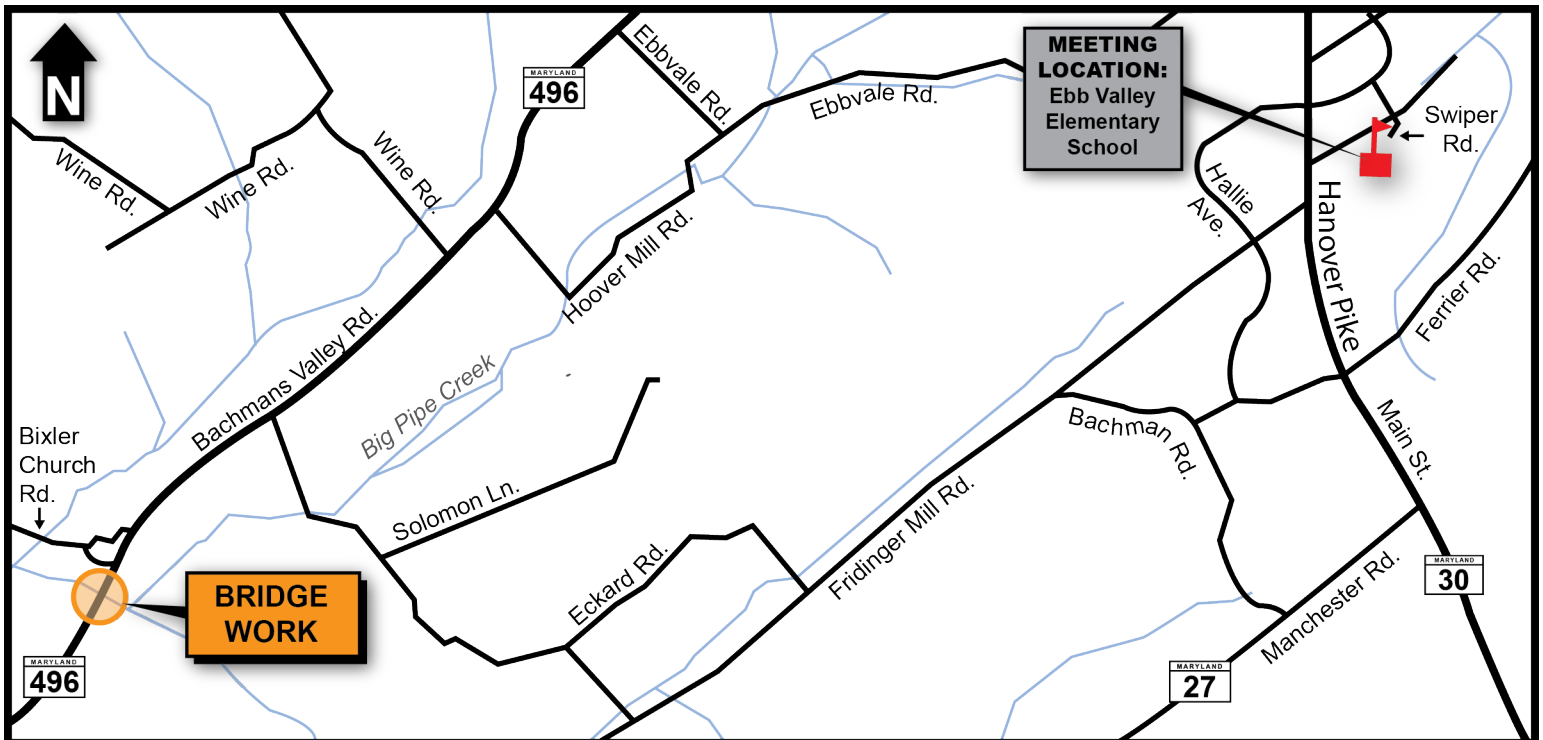 N
MARYLAND
496
Ebbvale Rd.
Ebbvale Rd.
MEETING
LOCATION:
Ebb Valley
Elementary
School
Swiper
Rd.
Wine Rd.
Wine Rd.
Wine Rd.
Hallie
Ave.
Hanover Pike
Hoover Mill Rd.
Ferrier Rd.
Bachmans Valley Rd.
Big Pipe Creek
Bixler
Church
Rd.
Bachman Rd.
Main St.
Solomon Ln.
Eckard Rd.
Fridinger Mill Rd.
BRIDGE
WORK
MARYLAND
30
Manchester Rd.
MARYLAND
496
MARYLAND
27